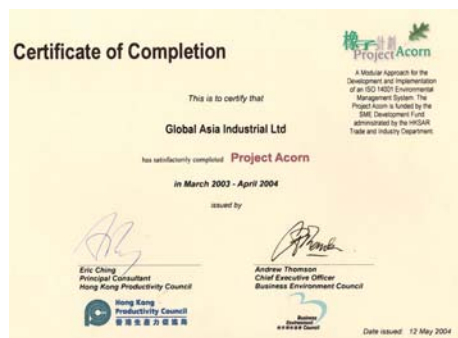 Certificate of Completion
橡子計劃
Project Acorn
A Modular Approach for the
Development and Implementation
of an ISO 14001 Environmental
Management System. The
Project Acorn is funded by the
SME Development Fund
administrated by the HKSAR
Trade and Industry Department.
This is to certify that
Global Asia Industrial Ltd
has satisfactorily completed Project Acorn
in March 2003 - April 2004
issued by
Eric Ching
Principal Consultant
Hong Kong Productivity Council
Andrew Thomson
Chief Executive Officer
Business Environment Council
Hong Kong
Productivity Council
香港生產力促進局
Business
Environment
Council
Date issued: 12 May 2004